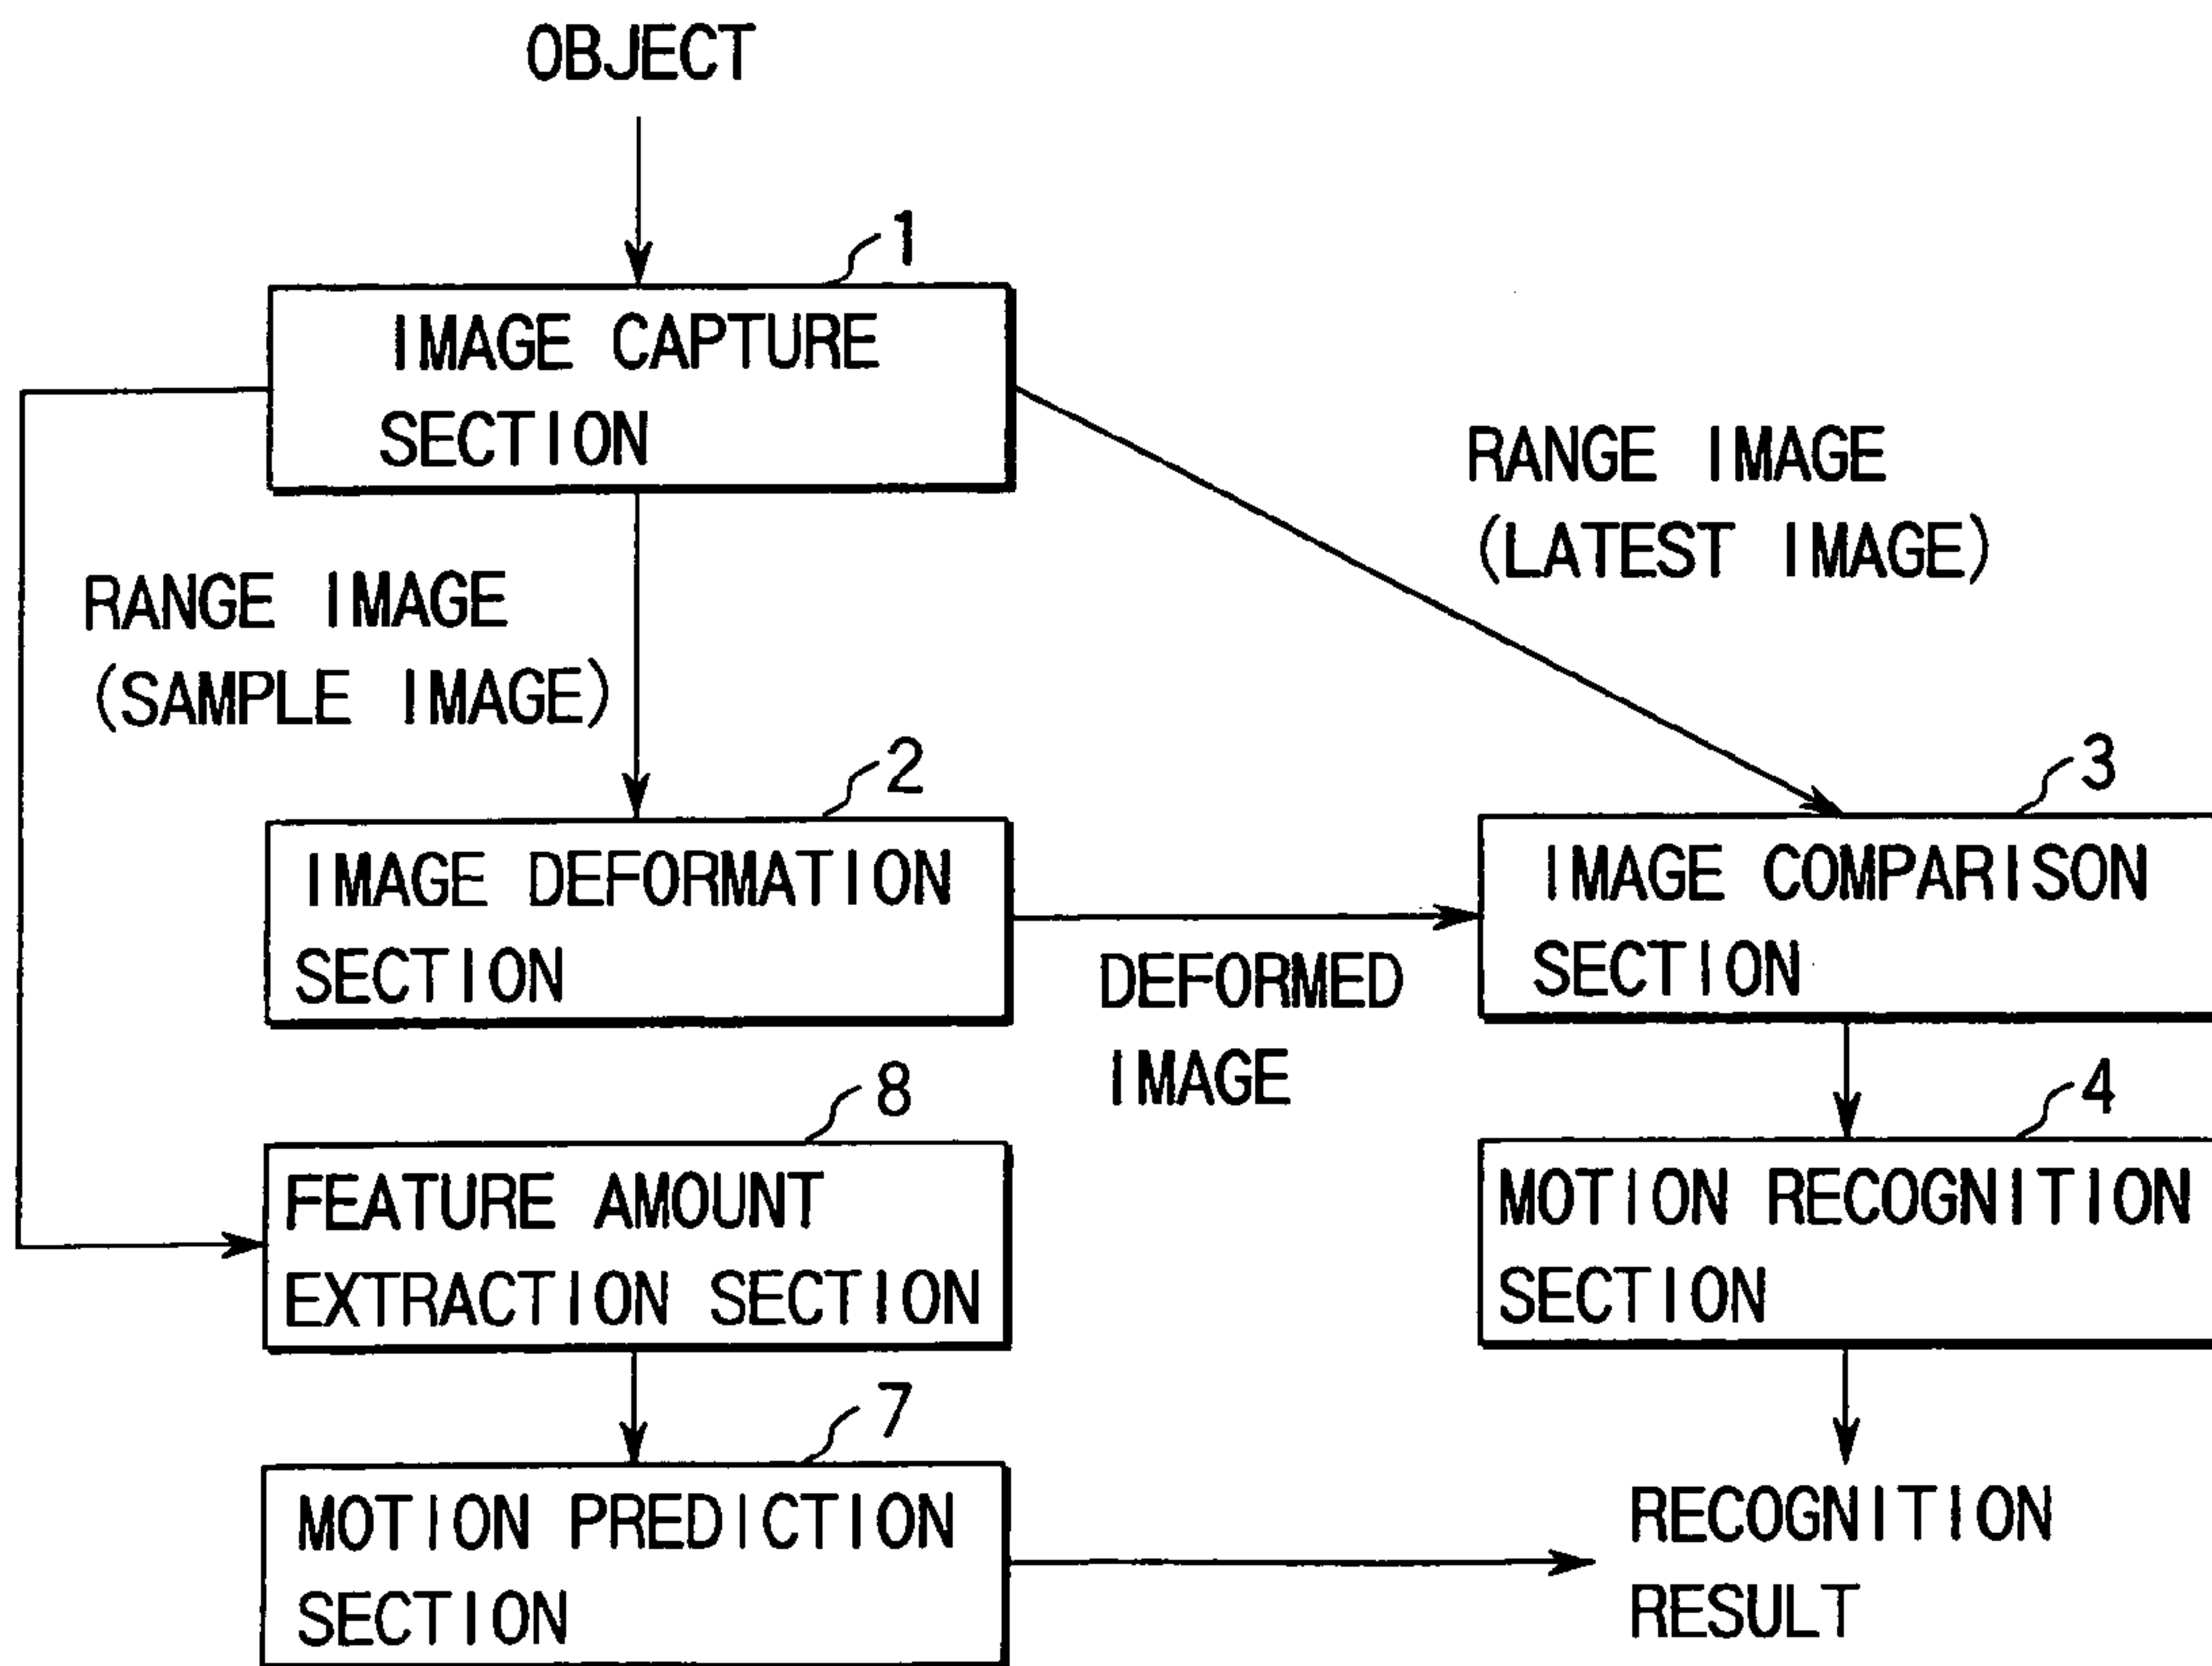 OBJECT
1
IMAGE CAPTURE
SECTION
RANGE IMAGE
(LATEST IMAGE)
RANGE IMAGE
(SAMPLE IMAGE)
2
IMAGE DEFORMATION
SECTION
3
IMAGE COMPARISON
SECTION
DEFORMED
IMAGE
8
FEATURE AMOUNT
EXTRACTION SECTION
4
MOTION RECOGNITION
SECTION
7
MOTION PREDICTION
SECTION
RECOGNITION
RESULT